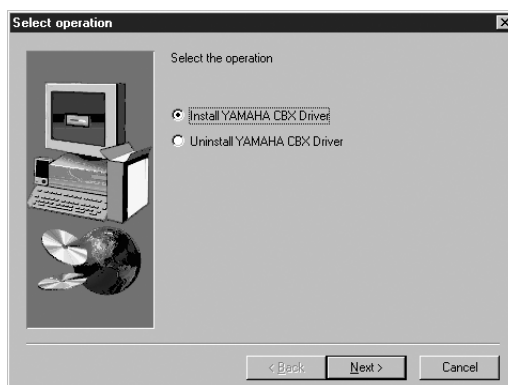 Select operation
Select the operation
Install YAMAHA CBX Driver
Uninstall YAMAHA CBX Driver
< Back
Next >
Cancel